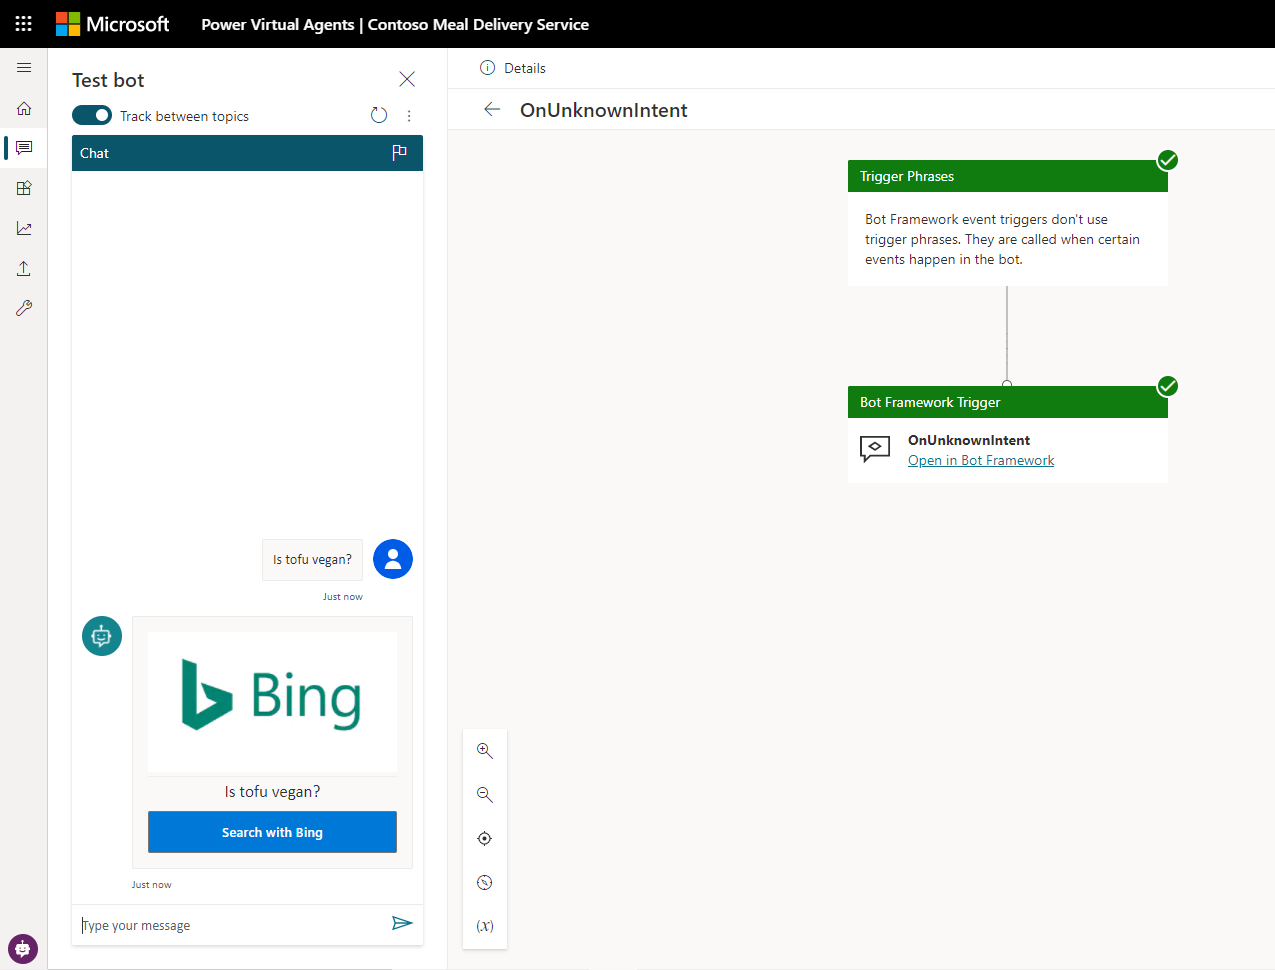 Microsoft
Power Virtual Agents | Contoso Meal Delivery Service
Test bot
Track between topics
Chat
Is tofu vegan?
Just now
Bing
Is tofu vegan?
Search with Bing
Just now
Type your message
Details
OnUnknownIntent
Trigger Phrases
Bot Framework event triggers don't use
trigger phrases. They are called when certain
events happen in the bot.
Bot Framework Trigger
OnUnknownIntent
Open in Bot Framework
(x)